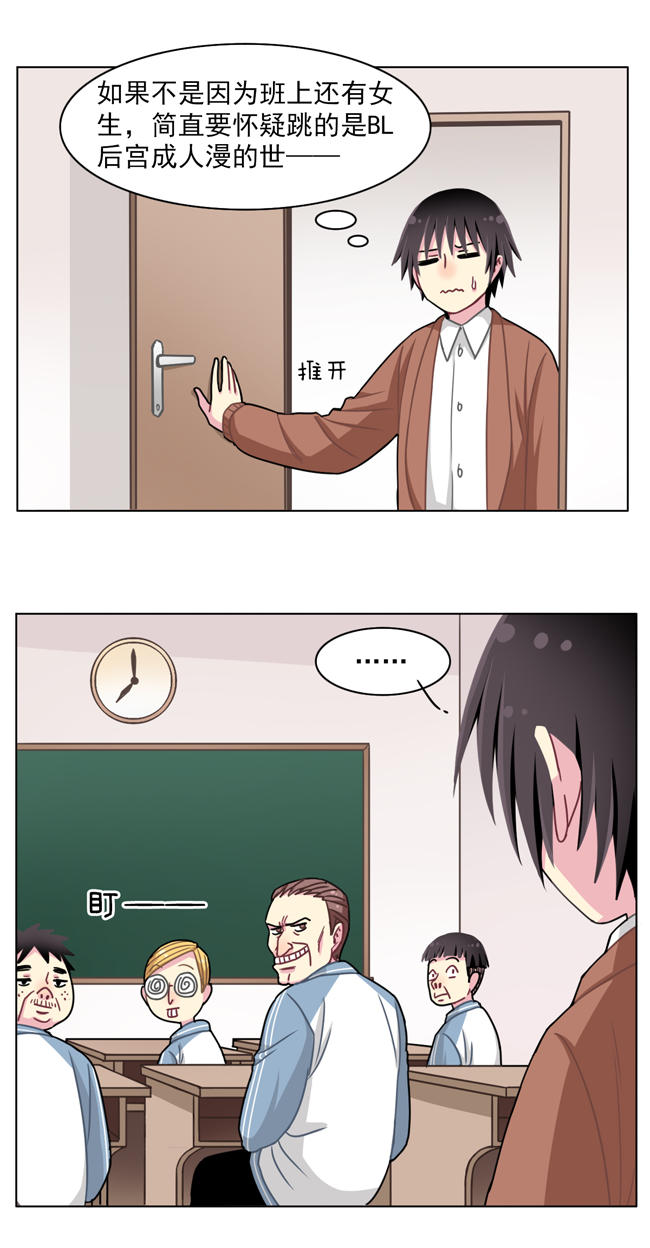 如果不是因为班上还有女
生，简直要怀疑跳的是BL
后宫成人漫的世——
推开
……
盯——